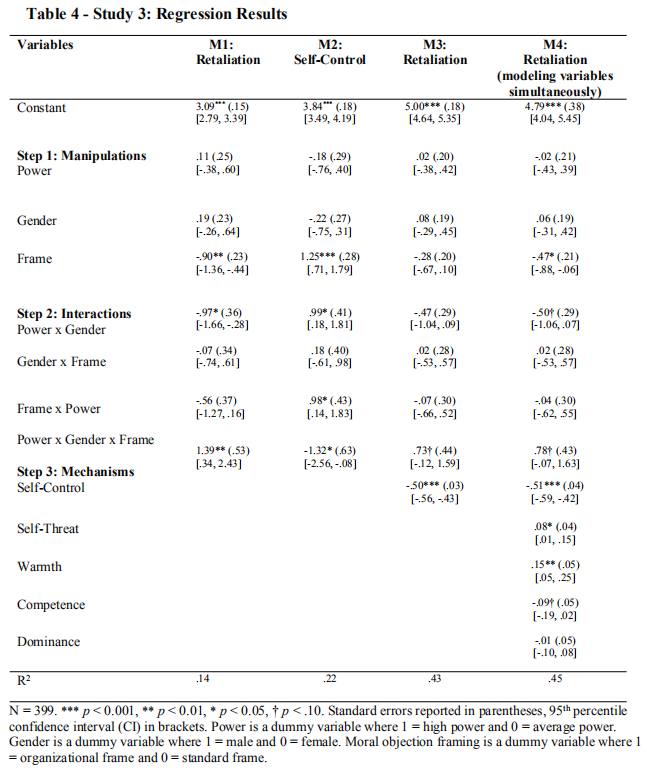 Table 4 - Study 3: Regression Results
Variables M1: Retaliation M2: Self-Control M3: Retaliation M4: Retaliation (modeling variables simultaneously)
Constant 3.09*** (.15) 3.84*** (.18) 5.00*** (.18) 4.79*** (.38)
[2.79, 3.39] [3.49, 4.19] [4.64, 5.35] [4.04, 5.45]
Step 1: Manipulations .11 (.25) -.18 (.29) .02 (.20) -.02 (.21)
Power [-.38, .60] [-.76, .40] [-.38, .42] [-.43, .39]
Gender .19 (.23) -.22 (.27) .08 (.19) .06 (.19)
[-.26, .64] [-.75, .31] [-.29, .45] [-.31, .42]
Frame -.90** (.23) 1.25*** (.28) -.28 (.20) -.47* (.21)
[-1.36, -.44] [.71, 1.79] [-.67, .10] [-.88, -.06]
Step 2: Interactions -.97* (.36) .99* (.41) -.47 (.29) -.50† (.29)
Power x Gender [-1.66, -.28] [.18, 1.81] [-1.04, .09] [-1.06, .07]
Gender x Frame -.07 (.34) .18 (.40) .02 (.28) .02 (.28)
[-.74, .61] [-.61, .98] [-.53, .57] [-.53, .57]
Frame x Power -.56 (.37) .98* (.43) -.07 (.30) -.04 (.30)
[-1.27, .16] [.14, 1.83] [-.66, .52] [-.62, .55]
Power x Gender x Frame 1.39** (.53) -1.32* (.63) .73† (.44) .78† (.43)
[.34, 2.43] [-2.56, -.08] [-.12, 1.59] [-.07, 1.63]
Step 3: Mechanisms
Self-Control -.50*** (.03) -.51*** (.04)
[-.56, -.43] [-.59, -.42]
Self-Threat .08* (.04)
[.01, .15]
Warmth .15** (.05)
[.05, .25]
Competence -.09† (.05)
[-.19, .02]
Dominance -.01 (.05)
[-.10, .08]
R² .14 .22 .43 .45
N = 399. *** p < 0.001, ** p < 0.01, * p < 0.05, † p < .10. Standard errors reported in parentheses, 95th percentile
confidence interval (CI) in brackets. Power is a dummy variable where 1 = high power and 0 = average power.
Gender is a dummy variable where 1 = male and 0 = female. Moral objection framing is a dummy variable where 1
= organizational frame and 0 = standard frame.